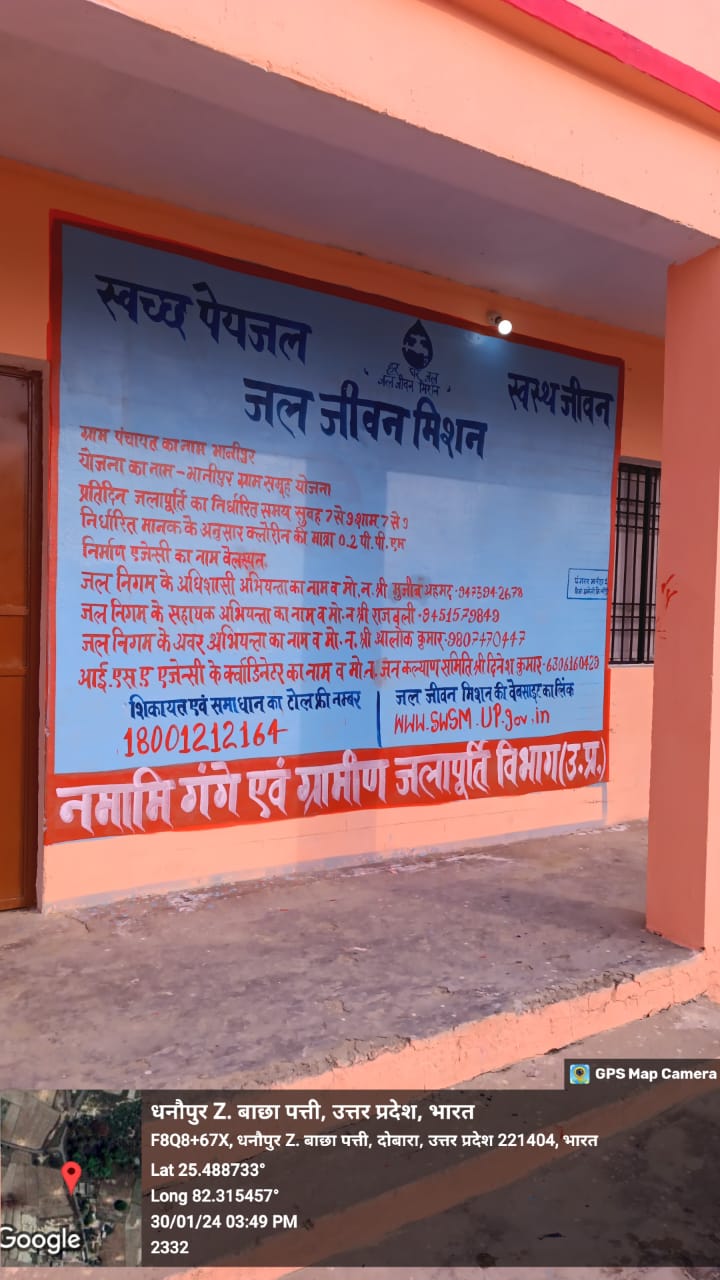 स्वच्छ पेयजल
हर घर जल
जल जीवन मिशन
स्वस्थ जीवन
जल जीवन मिशन
ग्राम पंचायत का नाम भानीपुर
योजना का नाम - भानीपुर ग्राम समूह योजना
प्रतिदिन जलापूर्ति का निर्धारित समय सुबह 7 से 9 शाम 7 से 9
निर्धारित मानक के अनुसार क्लोरीन की मात्रा 0.2 पी.पी.एम
निर्माण एजेंसी का नाम वेलस्पन
जल निगम के अधिशासी अभियन्ता का नाम व मो.न. श्री मुनीब अहमद - 9473942678
जल निगम के सहायक अभियन्ता का नाम व मो-न श्री राजबली - 9451579849
जल निगम के अवर अभियन्ता का नाम व मो. न. श्री आलोक कुमार - 9807470447
आई.एस ए एजेन्सी के र्क्वाडिनेटर का नाम व मो न. जन कल्याण समिति श्री दिनेश कुमार - 6306160429
शिकायत एवं समाधान का टोल फ्री नम्बर
18001212164
जल जीवन मिशन की वेबसाइट का लिंक
WWW.SWSM.UP.gov.in
नमामि गंगे एवं ग्रामीण जलापूर्ति विभाग (उ.प्र.)
GPS Map Camera
धनौपुर Z. बाछा पत्ती, उत्तर प्रदेश, भारत
F8Q8+67X, धनौपुर Z. बाछा पत्ती, दोबारा, उत्तर प्रदेश 221404, भारत
Lat 25.488733°
Long 82.315457°
30/01/24 03:49 PM
2332
Google